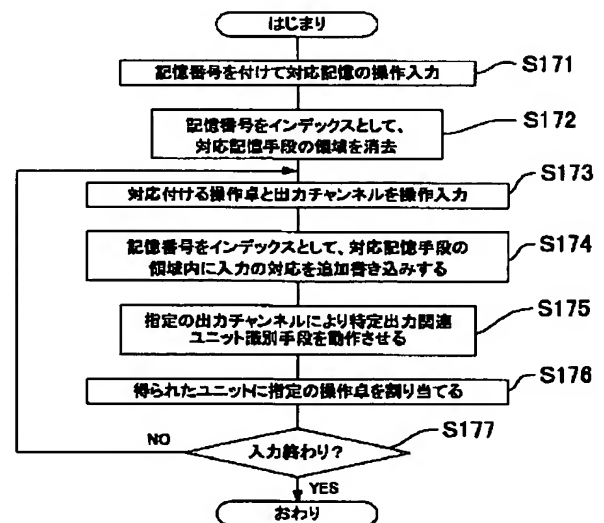 はじまり
記憶番号を付けて対応記憶の操作入力
S171
記憶番号をインデックスとして、
対応記憶手段の領域を消去
S172
対応付ける操作卓と出力チャンネルを操作入力
S173
記憶番号をインデックスとして、対応記憶手段の
領域内に入力の対応を追加書き込みする
S174
指定の出力チャンネルにより特定出力関連
ユニット識別手段を動作させる
S175
得られたユニットに指定の操作卓を割り当てる
S176
入力終わり?
S177
NO
YES
おわり